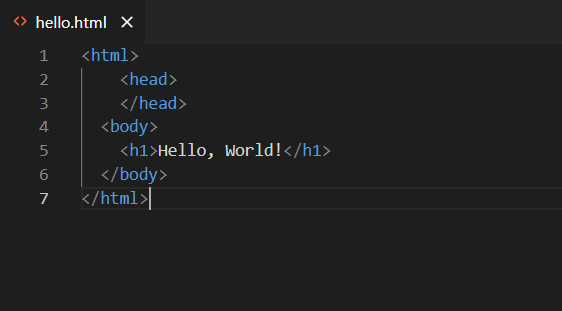 <> hello.html ×
1 <html>
2     <head>
3     </head>
4   <body>
5     <h1>Hello, World!</h1>
6   </body>
7 </html>